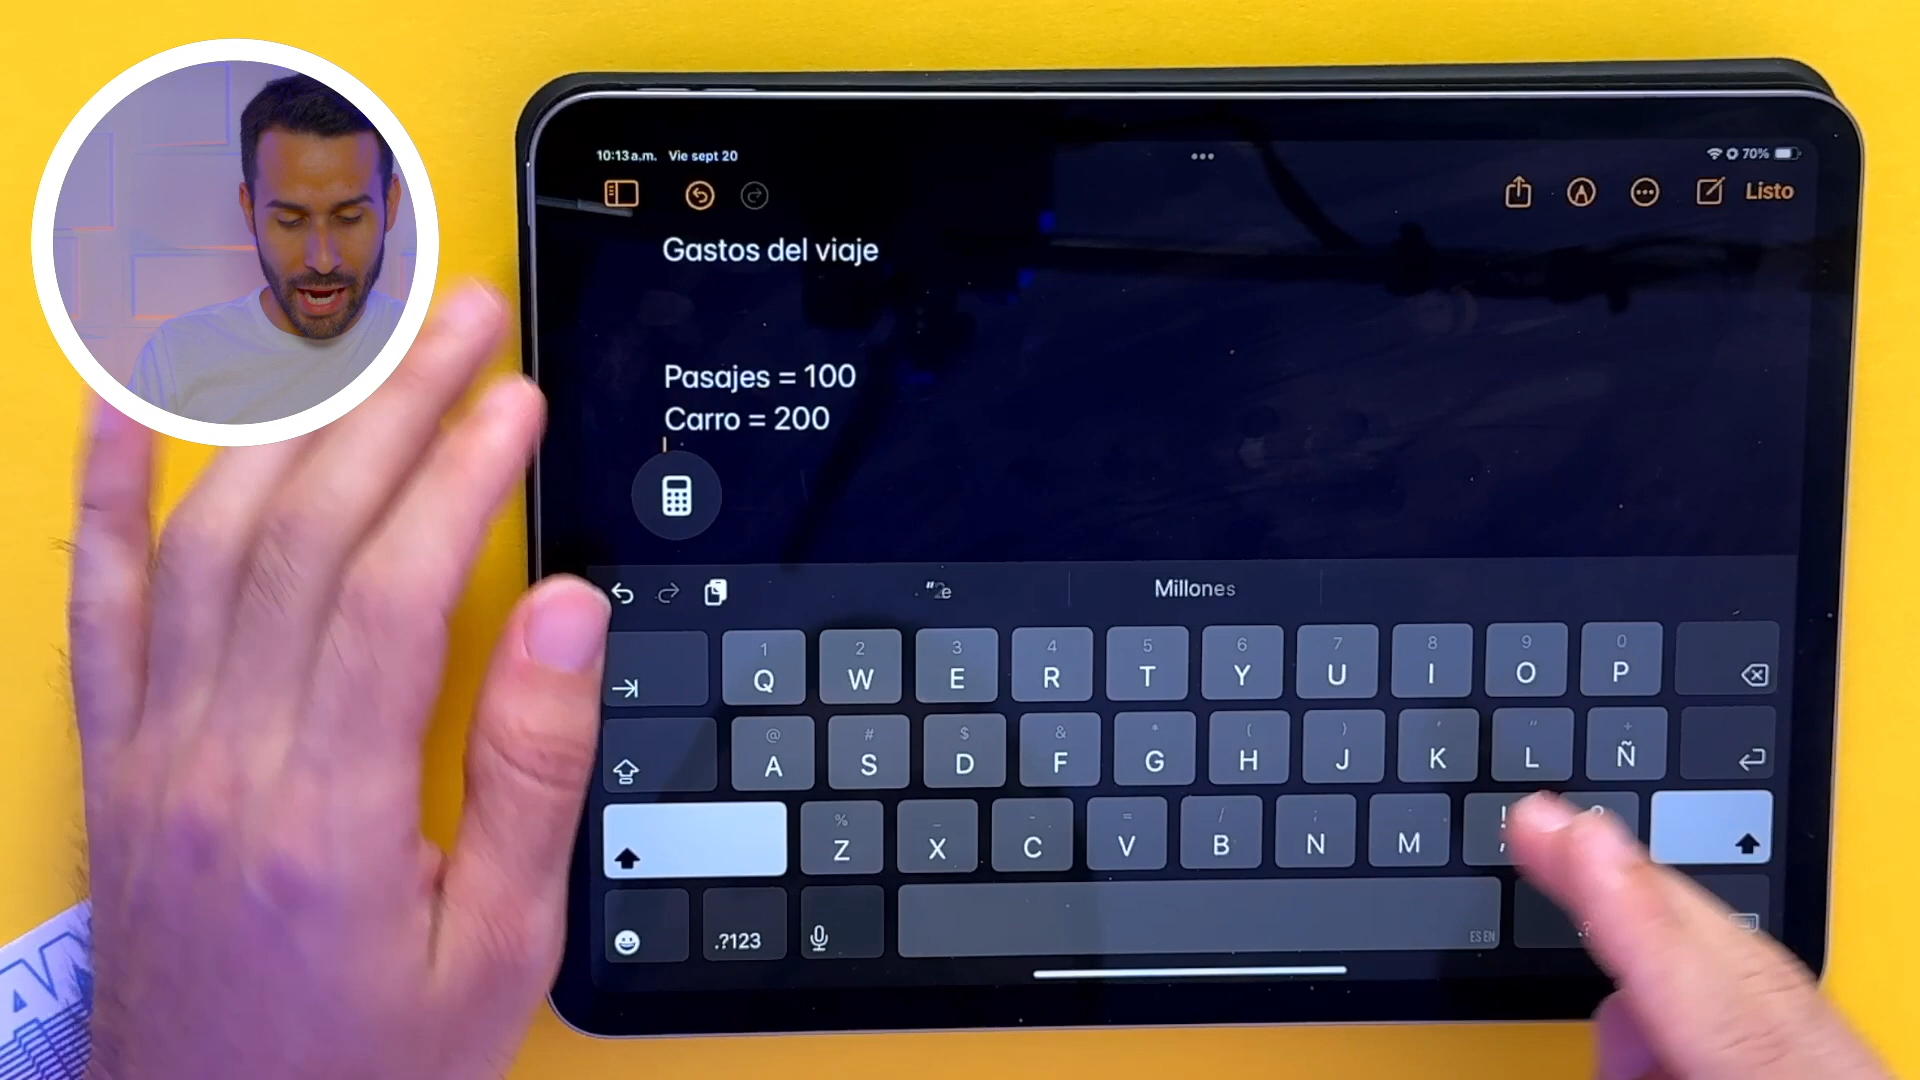 10:13 a.m. Vie sept 20
70%
Listo
Gastos del viaje
Pasajes = 100
Carro = 200
Millones
1 2 3 4 5 6 7 8 9 0
Q W E R T Y U I O P
@ # $ & * ( ) ' " +
A S D F G H J K L Ñ
% _ - = / ; !
Z X C V B N M ,
.?123
ES EN